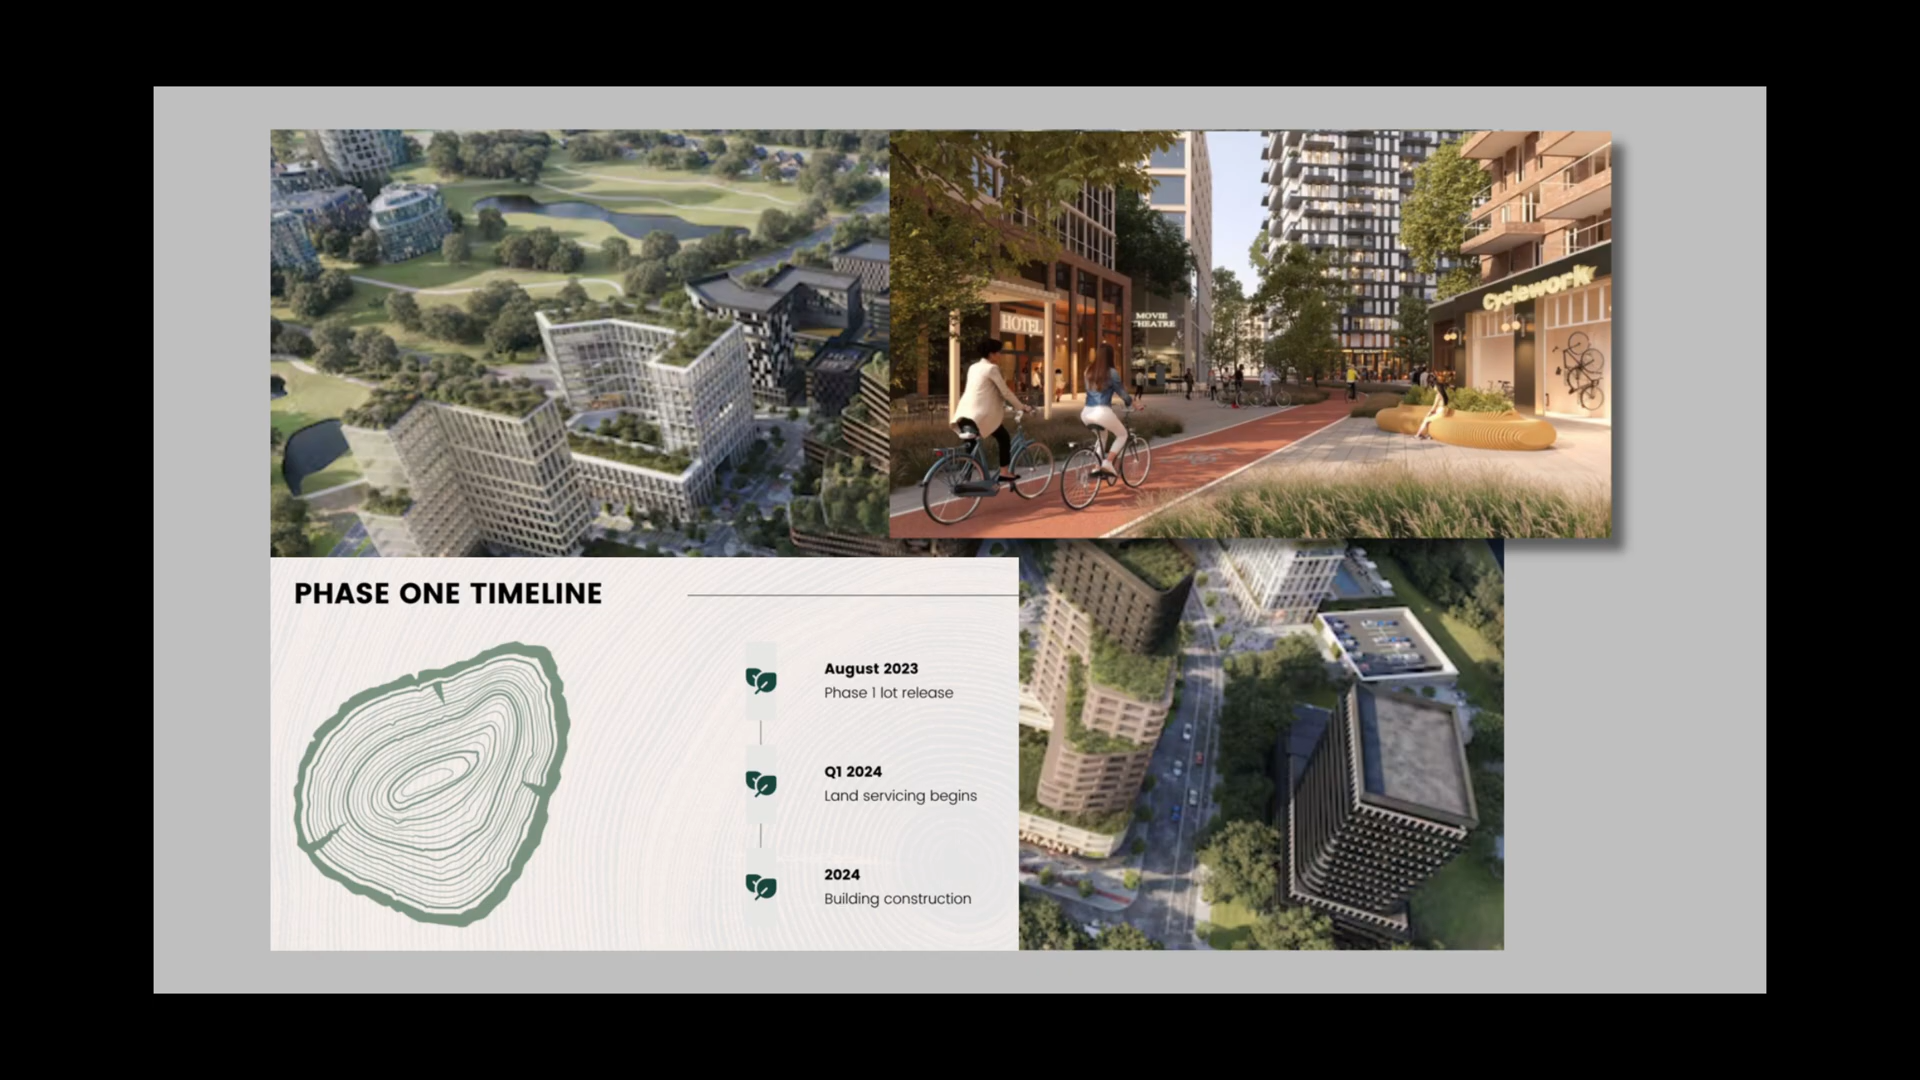 HOTEL
MOVIE
THEATRE
Cyclework
PHASE ONE TIMELINE
August 2023
Phase 1 lot release
Q1 2024
Land servicing begins
2024
Building construction